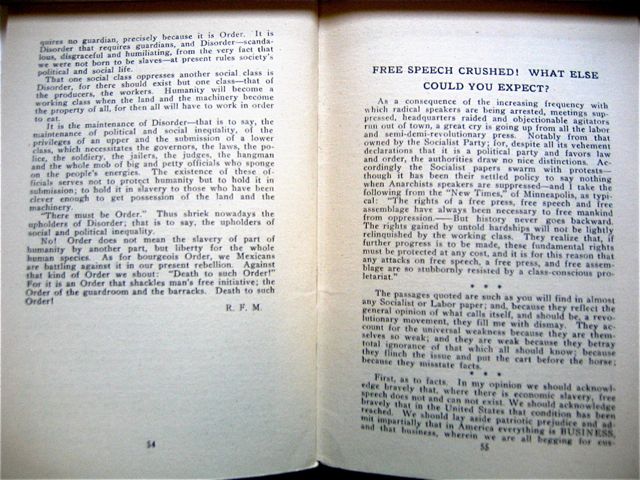 quires no guardian, precisely because it is Order. It is
Disorder that requires guardians, and Disorder—scanda-
lous, disgraceful and humiliating, from the very fact that
we were not born to be slaves—at present rules society's
political and social life.
That one social class oppresses another social class is
Disorder, for there should exist but one class—that of
the producers, the workers. Humanity will become a
working class when the land and the machinery become
the property of all, for then all will have to work in order
to eat.
It is the maintenance of Disorder—that is to say, the
maintenance of political and social inequality, of the
privileges of an upper and the submission of a lower
class, which necessitates the governors, the laws, the po-
lice, the soldiery, the jailers, the judges, the hangman
and the whole mob of big and petty officials who sponge
on the people's energies. The existence of these of-
ficials serves not to protect humanity but to hold it in
submission; to hold it in slavery to those who have been
clever enough to get possession of the land and the
machinery.
"There must be Order." Thus shriek nowadays the
upholders of Disorder; that is to say, the upholders of
social and political inequality.
No! Order does not mean the slavery of part of
humanity by another part, but liberty for the whole
human species. As for bourgeois Order, we Mexicans
are battling against it in our present rebellion. Against
that kind of Order we shout: "Death to such Order!"
For it is an Order that shackles man's free initiative; the
Order of the guardroom and the barracks. Death to such
Order!
R. F. M.
54
FREE SPEECH CRUSHED! WHAT ELSE
COULD YOU EXPECT?
As a consequence of the increasing frequency with
which radical speakers are being arrested, meetings sup-
pressed, headquarters raided and objectionable agitators
run out of town, a great cry is going up from all the labor
and semi-demi-revolutionary press. Notably from that
owned by the Socialist Party; for, despite all its vehement
declarations that it is a political party and favors law
and order, the authorities draw no nice distinctions. Ac-
cordingly the Socialist papers swarm with protests—
though it has been their settled policy to say nothing
when Anarchists speakers are suppressed—and I take the
following from the "New Times," of Minneapolis, as typi-
cal: "The rights of a free press, free speech and free
assemblage have always been necessary to free mankind
from oppression.——But history never goes backward.
The rights gained by untold hardships will not be lightly
relinquished by the working class. They realize that, if
further progress is to be made, these fundamental rights
must be protected at any cost, and it is for this reason that
any attacks on free speech, a free press, and free assem-
blage are so stubbornly resisted by a class-conscious pro-
letariat."
* * *
The passages quoted are such as you will find in almost
any Socialist or Labor paper; and, because they reflect the
general opinion of what calls itself, and should be, a revo-
lutionary movement, they fill me with dismay. They ac-
count for the universal weakness because they are them-
selves so weak; and they are weak because they betray
total ignorance of that which all should know; because
they flinch the issue and put the cart before the horse;
because they misstate facts.
* * *
First, as to facts. In my opinion we should acknowl-
edge bravely that, where there is economic slavery, free
speech does not and can not exist. We should acknowledge
bravely that in the United States that condition has been
reached. We should lay aside patriotic prejudice and ad-
mit impartially that in America everything is BUSINESS,
and that business, wherein we are all begging for cus-
55